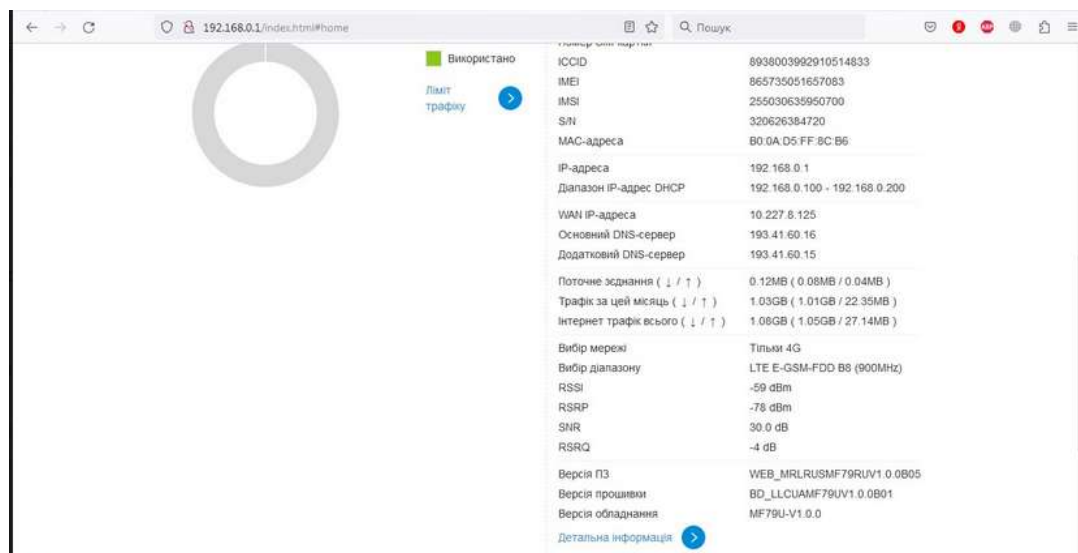 192.168.0.1/index.html#home
Пошук
Використано
Ліміт
трафіку
ICCID 8938003992910514833
IMEI 865735051657083
IMSI 255030635950700
S/N 320626384720
MAC-адреса B0:0A:D5:FF:8C:B6
IP-адреса 192.168.0.1
Діапазон IP-адрес DHCP 192.168.0.100 - 192.168.0.200
WAN IP-адреса 10.227.8.125
Основний DNS-сервер 193.41.60.16
Додатковий DNS-сервер 193.41.60.15
Поточне зєднання ( ↓ / ↑ ) 0.12MB ( 0.08MB / 0.04MB )
Трафік за цей місяць ( ↓ / ↑ ) 1.03GB ( 1.01GB / 22.35MB )
Інтернет трафік всього ( ↓ / ↑ ) 1.08GB ( 1.05GB / 27.14MB )
Вибір мережі Тільки 4G
Вибір діапазону LTE E-GSM-FDD B8 (900MHz)
RSSI -59 dBm
RSRP -78 dBm
SNR 30.0 dB
RSRQ -4 dB
Версія ПЗ WEB_MRLRUSMF79RUV1.0.0B05
Версія прошивки BD_LLCUAMF79UV1.0.0B01
Версія обладнання MF79U-V1.0.0
Детальна інформація